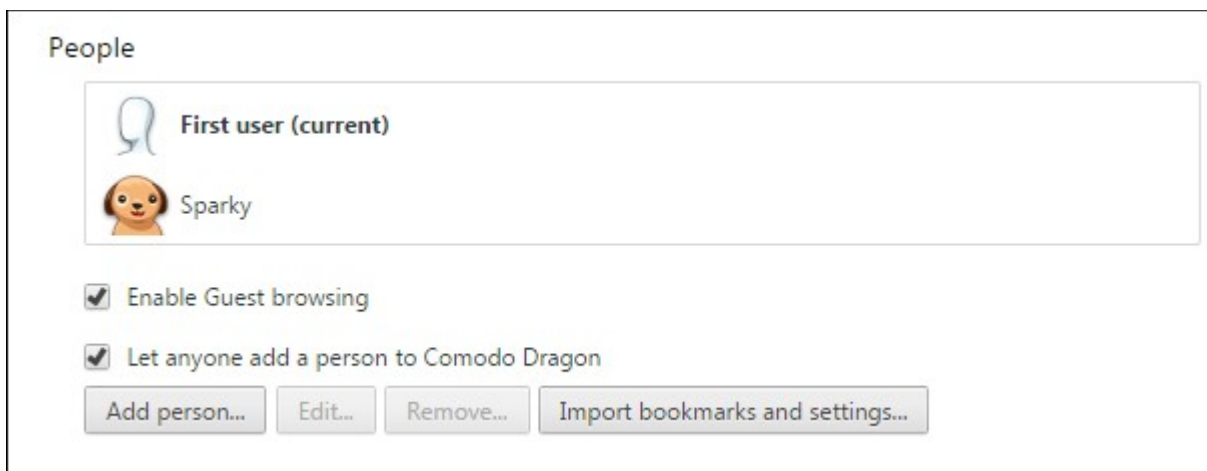 People
First user (current)
Sparky
Enable Guest browsing
Let anyone add a person to Comodo Dragon
Add person... Edit... Remove... Import bookmarks and settings...